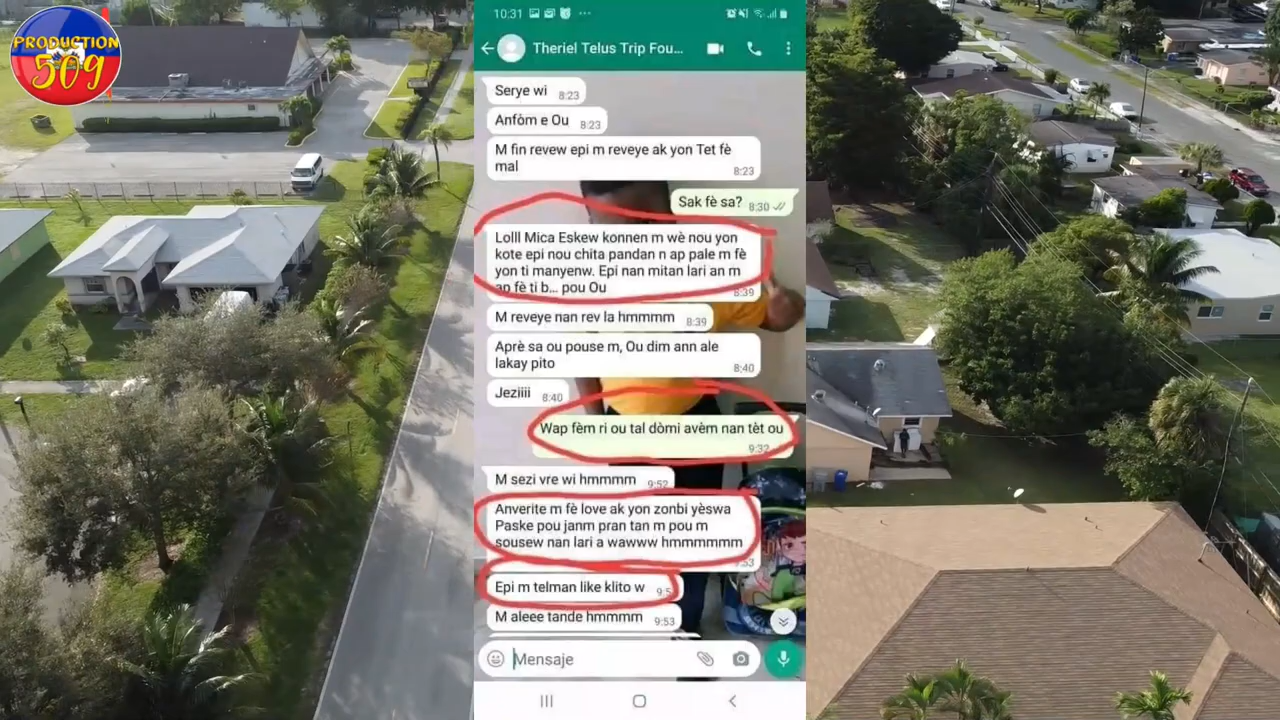 PRODUCTION
509
10:31
Theriel Telus Trip Fou...
Serye wi 8:23
Anfòm e Ou 8:23
M fin revew epi m reveye ak yon Tet fè
mal 8:23
Sak fè sa? 8:30
Lolll Mica Eskew konnen m wè nou yon
kote epi nou chita pandan n ap pale m fè
yon ti manyenw. Epi nan mitan lari an m
ap fè ti b... pou Ou
8:39
M reveye nan rev la hmmmm 8:39
Aprè sa ou pouse m, Ou dim ann ale
lakay pito 8:40
Jeziiii 8:40
Wap fèm ri ou tal dòmi avèm nan tèt ou
9:32
M sezi vre wi hmmmm 9:52
Anverite m fè love ak yon zonbi yèswa
Paske pou janm pran tan m pou m
sousew nan lari a wawww hmmmmmm
Epi m telman like klito w
M aleee tande hmmmm 9:53
Mensaje